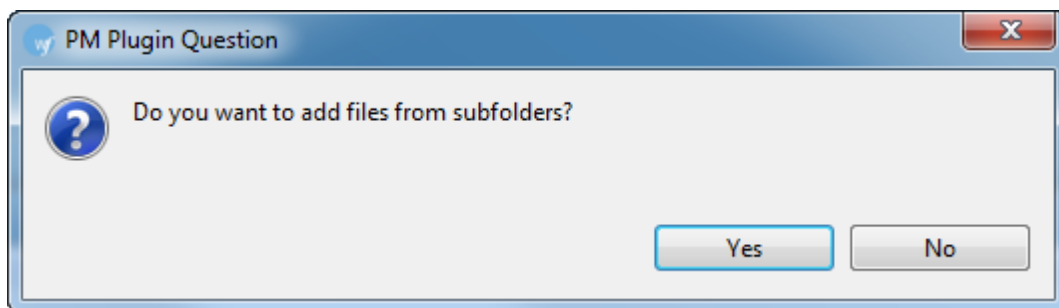 PM Plugin Question
Do you want to add files from subfolders?
Yes No